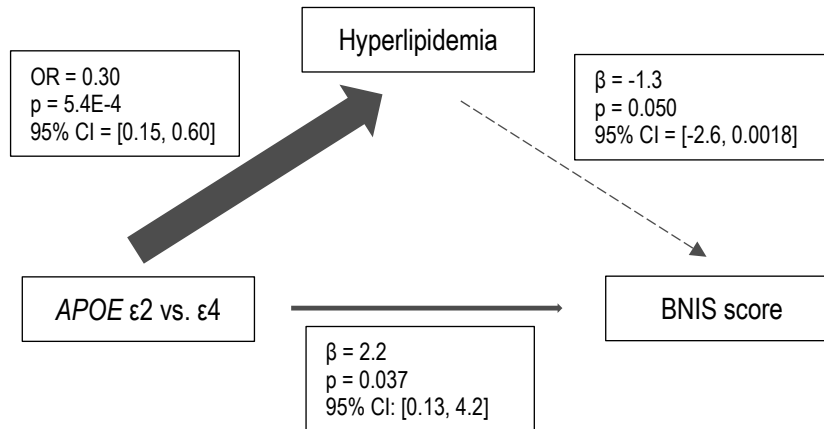 Hyperlipidemia
OR = 0.30
p = 5.4E-4
95% CI = [0.15, 0.60]
β = -1.3
p = 0.050
95% CI = [-2.6, 0.0018]
APOE ε2 vs. ε4
BNIS score
β = 2.2
p = 0.037
95% CI: [0.13, 4.2]